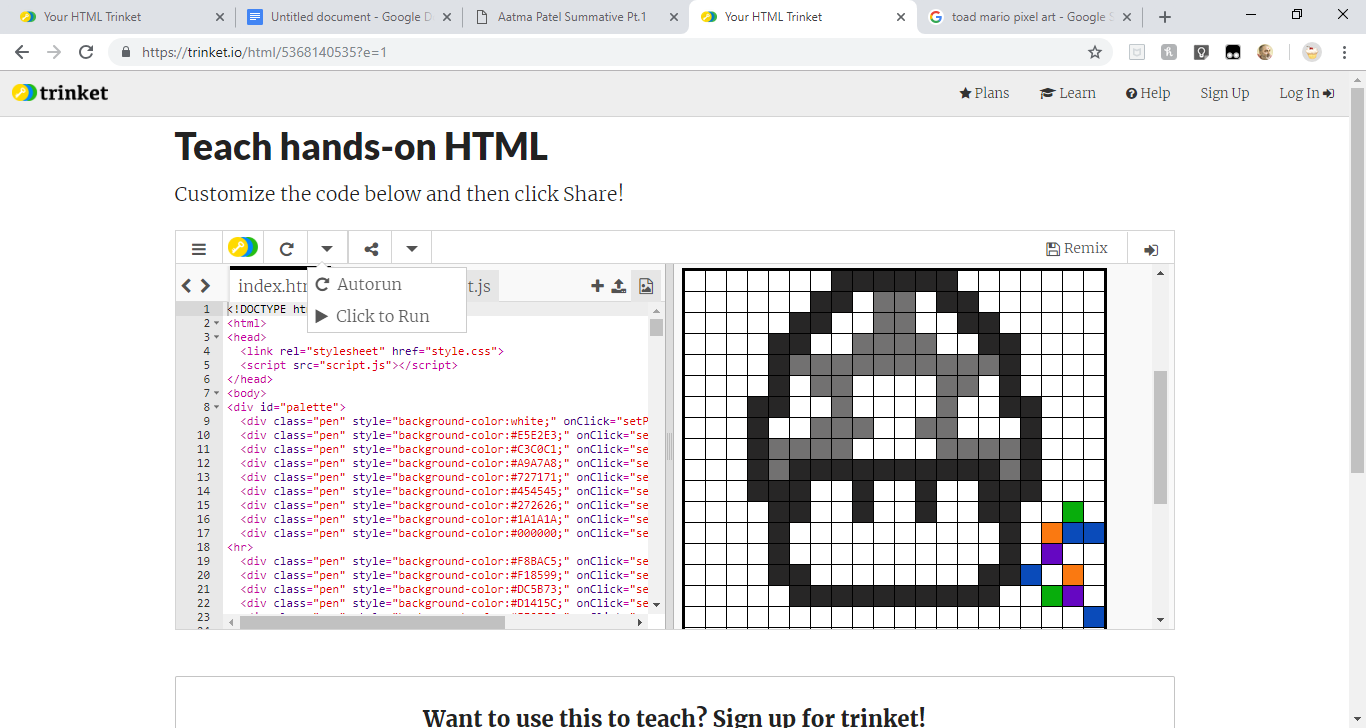 Your HTML Trinket
Untitled document - Google D
Aatma Patel Summative Pt.1
Your HTML Trinket
toad mario pixel art - Google S
https://trinket.io/html/5368140535?e=1
trinket
Plans
Learn
Help
Sign Up
Log In
Teach hands-on HTML
Customize the code below and then click Share!
Remix
index.htm
t.js
Autorun
Click to Run
1 <!DOCTYPE ht
2 <html>
3 <head>
4 <link rel="stylesheet" href="style.css">
5 <script src="script.js"></script>
6 </head>
7 <body>
8 <div id="palette">
9 <div class="pen" style="background-color:white;" onClick="setP
10 <div class="pen" style="background-color:#E5E2E3;" onClick="se
11 <div class="pen" style="background-color:#C3C0C1;" onClick="se
12 <div class="pen" style="background-color:#A9A7A8;" onClick="se
13 <div class="pen" style="background-color:#727171;" onClick="se
14 <div class="pen" style="background-color:#454545;" onClick="se
15 <div class="pen" style="background-color:#272626;" onClick="se
16 <div class="pen" style="background-color:#1A1A1A;" onClick="se
17 <div class="pen" style="background-color:#000000;" onClick="se
18 <hr>
19 <div class="pen" style="background-color:#F8BAC5;" onClick="se
20 <div class="pen" style="background-color:#F18599;" onClick="se
21 <div class="pen" style="background-color:#DC5B73;" onClick="se
22 <div class="pen" style="background-color:#D1415C;" onClick="se
23
Want to use this to teach? Sign up for trinket!